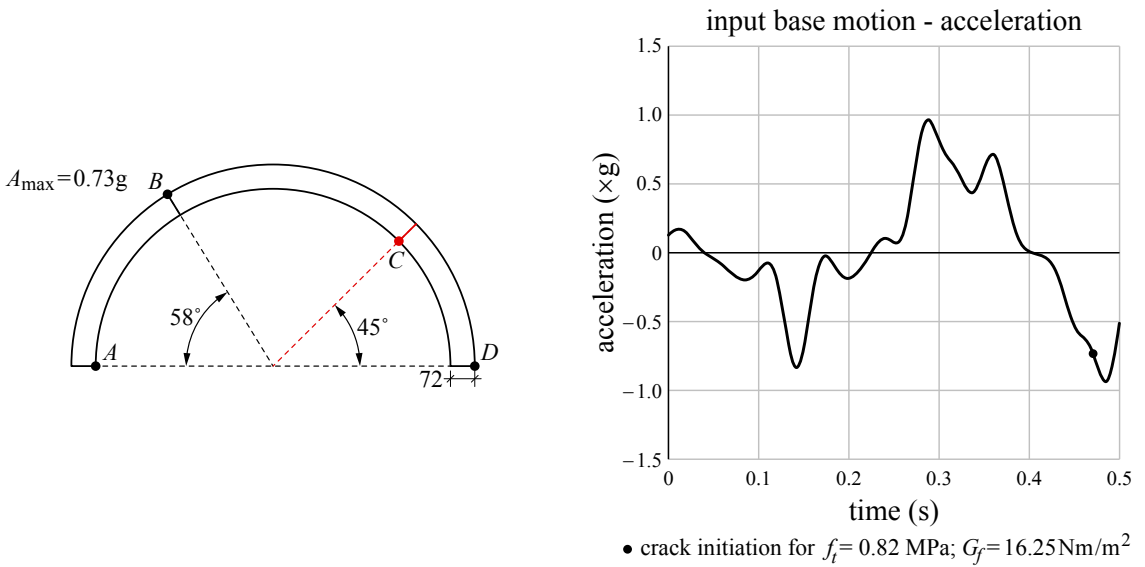 A_max=0.73g
B
C
58°
45°
A
D
72
input base motion - acceleration
acceleration (×g)
1.5
1.0
0.5
0
−0.5
−1.0
−1.5
0 0.1 0.2 0.3 0.4 0.5
time (s)
● crack initiation for f_t= 0.82 MPa; G_f=16.25Nm/m²